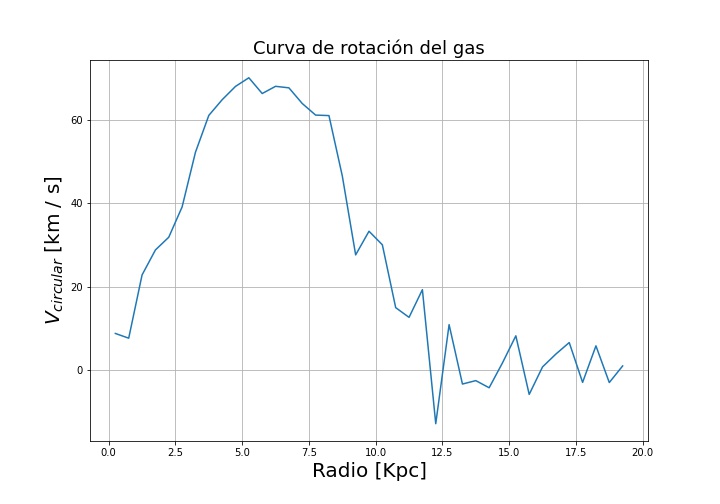 Curva de rotación del gas
V_circular [km / s]
60
40
20
0
0.0 2.5 5.0 7.5 10.0 12.5 15.0 17.5 20.0
Radio [Kpc]